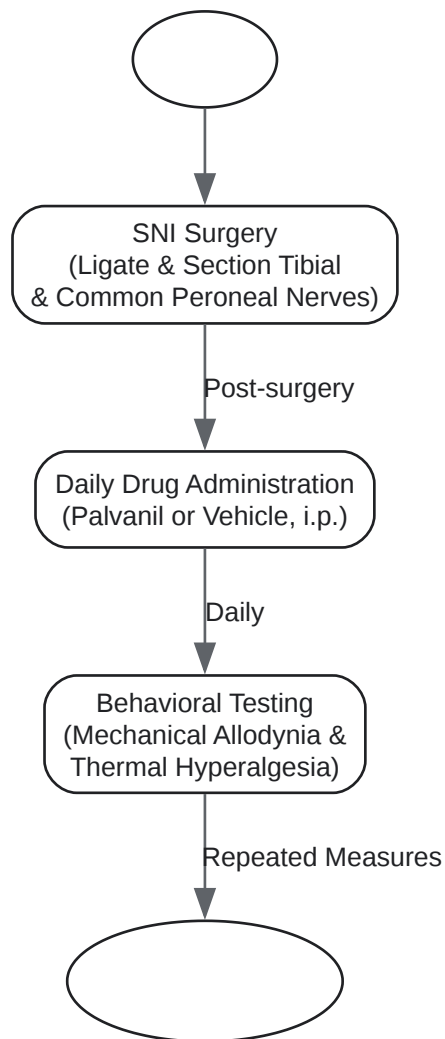 SNI Surgery
(Ligate & Section Tibial
& Common Peroneal Nerves)
Post-surgery
Daily Drug Administration
(Palvanil or Vehicle, i.p.)
Daily
Behavioral Testing
(Mechanical Allodynia &
Thermal Hyperalgesia)
Repeated Measures